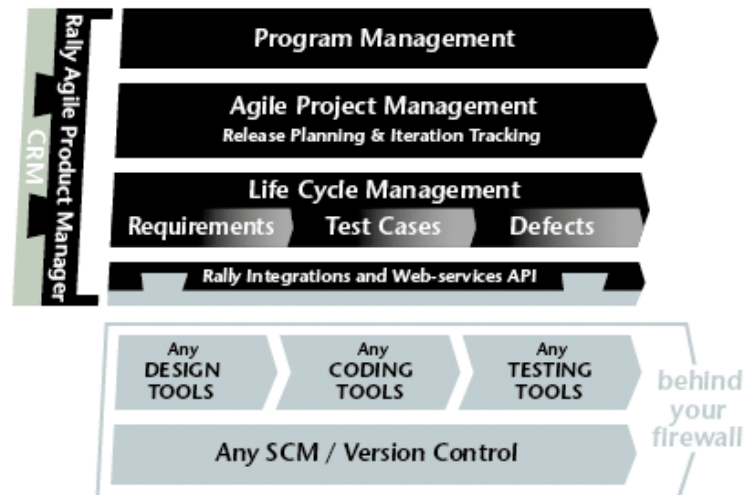 CRM
Rally Agile Product Manager
Program Management
Agile Project Management
Release Planning & Iteration Tracking
Life Cycle Management
Requirements
Test Cases
Defects
Rally Integrations and Web-services API
Any
DESIGN
TOOLS
Any
CODING
TOOLS
Any
TESTING
TOOLS
behind
your
firewall
Any SCM / Version Control